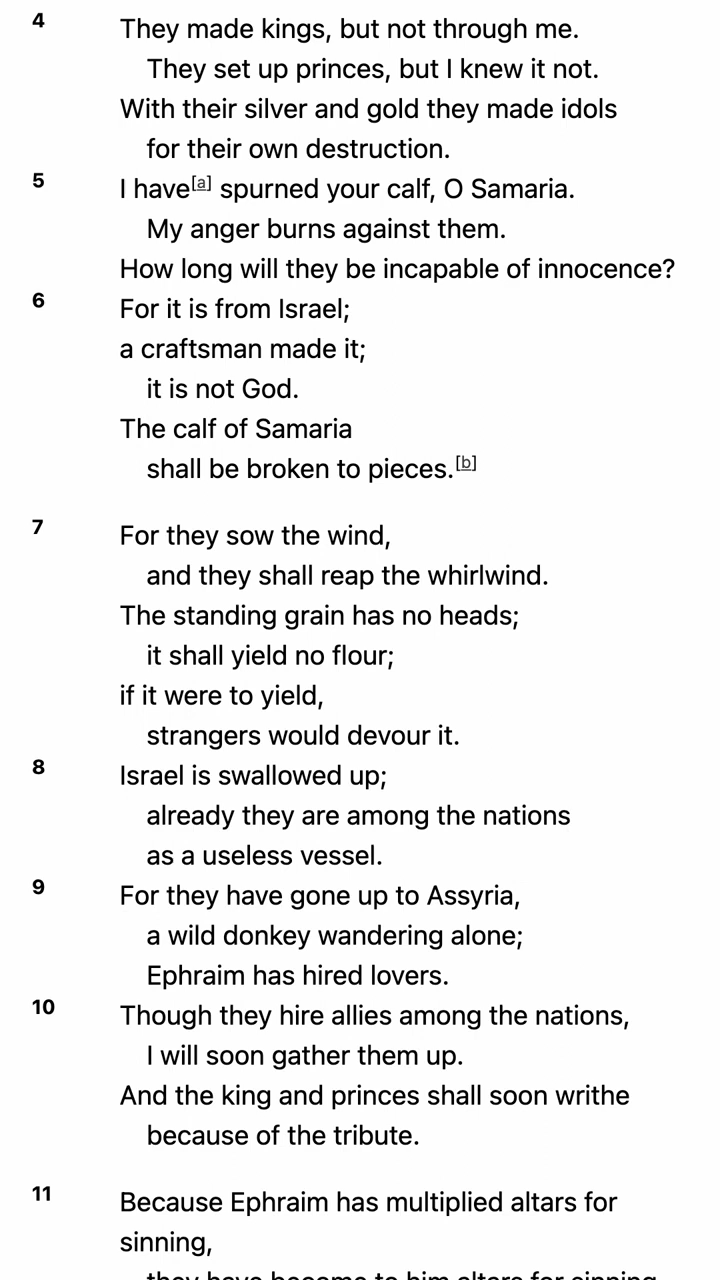 4 They made kings, but not through me.
They set up princes, but I knew it not.
With their silver and gold they made idols
for their own destruction.
5 I have[a] spurned your calf, O Samaria.
My anger burns against them.
How long will they be incapable of innocence?
6 For it is from Israel;
a craftsman made it;
it is not God.
The calf of Samaria
shall be broken to pieces.[b]
7 For they sow the wind,
and they shall reap the whirlwind.
The standing grain has no heads;
it shall yield no flour;
if it were to yield,
strangers would devour it.
8 Israel is swallowed up;
already they are among the nations
as a useless vessel.
9 For they have gone up to Assyria,
a wild donkey wandering alone;
Ephraim has hired lovers.
10 Though they hire allies among the nations,
I will soon gather them up.
And the king and princes shall soon writhe
because of the tribute.
11 Because Ephraim has multiplied altars for
sinning,
they have become to him altars for sinning